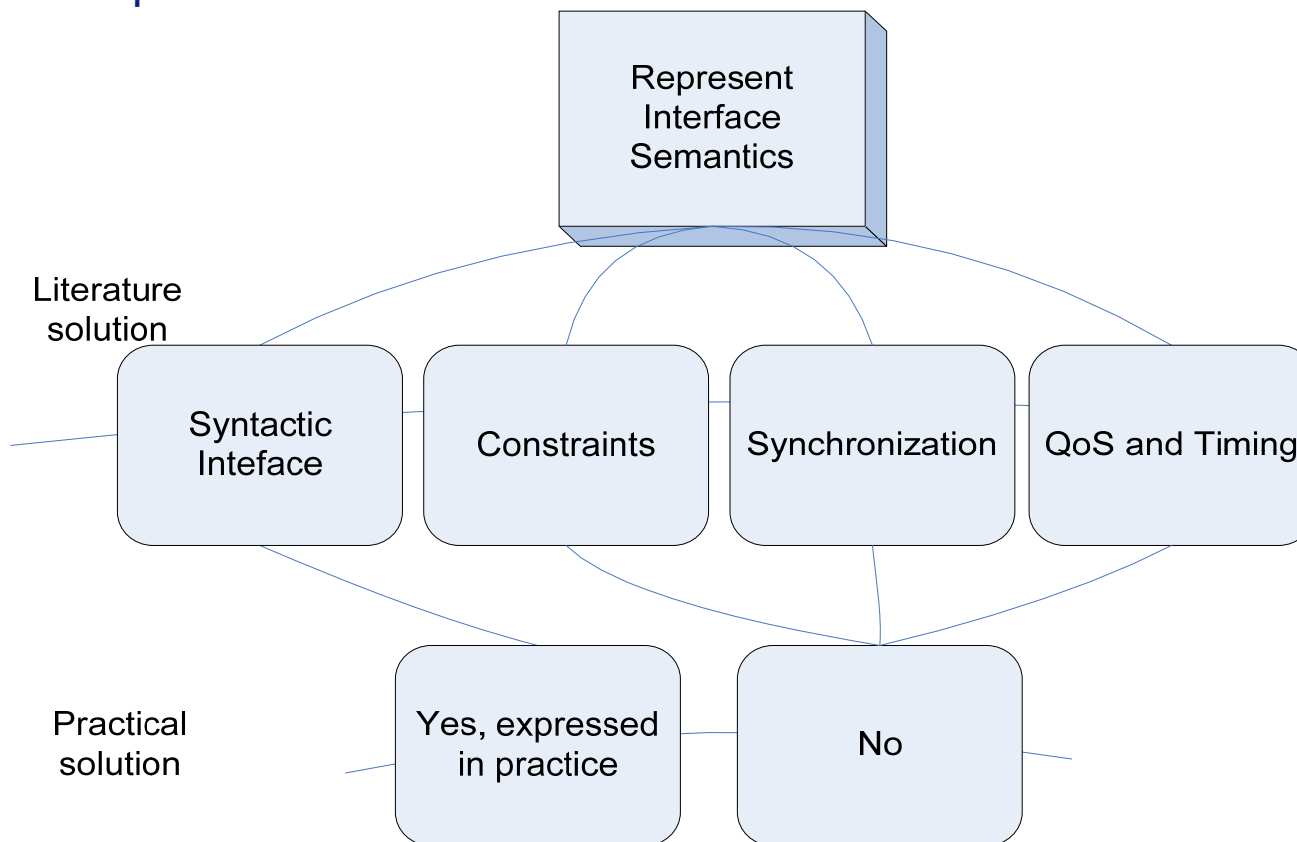 Represent
Interface
Semantics
Literature
solution
Syntactic
Inteface
Constraints
Synchronization
QoS and Timing
Practical
solution
Yes, expressed
in practice
No